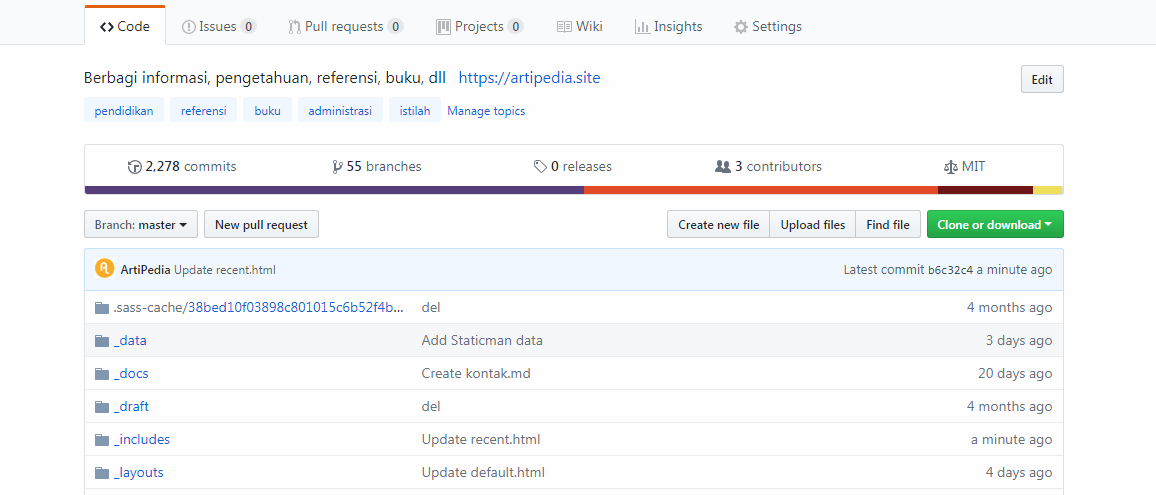 Code Issues 0 Pull requests 0 Projects 0 Wiki Insights Settings
Berbagi informasi, pengetahuan, referensi, buku, dll https://artipedia.site Edit
pendidikan referensi buku administrasi istilah Manage topics
2,278 commits 55 branches 0 releases 3 contributors MIT
Branch: master New pull request Create new file Upload files Find file Clone or download
ArtiPedia Update recent.html Latest commit b6c32c4 a minute ago
.sass-cache/38bed10f03898c801015c6b52f4b... del 4 months ago
_data Add Staticman data 3 days ago
_docs Create kontak.md 20 days ago
_draft del 4 months ago
_includes Update recent.html a minute ago
_layouts Update default.html 4 days ago